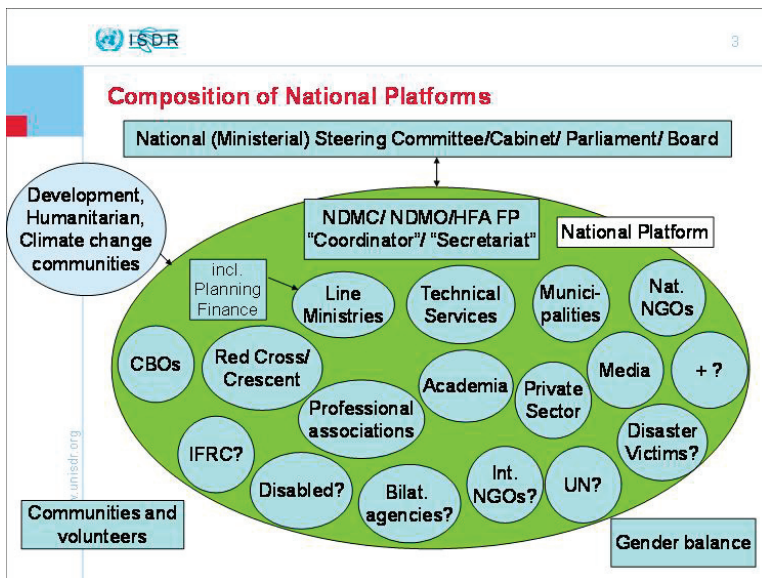 ISDR
3
Composition of National Platforms
National (Ministerial) Steering Committee/Cabinet/ Parliament/ Board
Development,
Humanitarian,
Climate change
communities
NDMC/ NDMO/HFA FP
"Coordinator"/ "Secretariat"
National Platform
incl.
Planning
Finance
Line
Ministries
Technical
Services
Munici-
palities
Nat.
NGOs
CBOs
Red Cross/
Crescent
Professional
associations
Academia
Private
Sector
Media
+ ?
IFRC?
Disabled?
Bilat.
agencies?
Int.
NGOs?
UN?
Disaster
Victims?
.unisdr.org
Communities and
volunteers
Gender balance